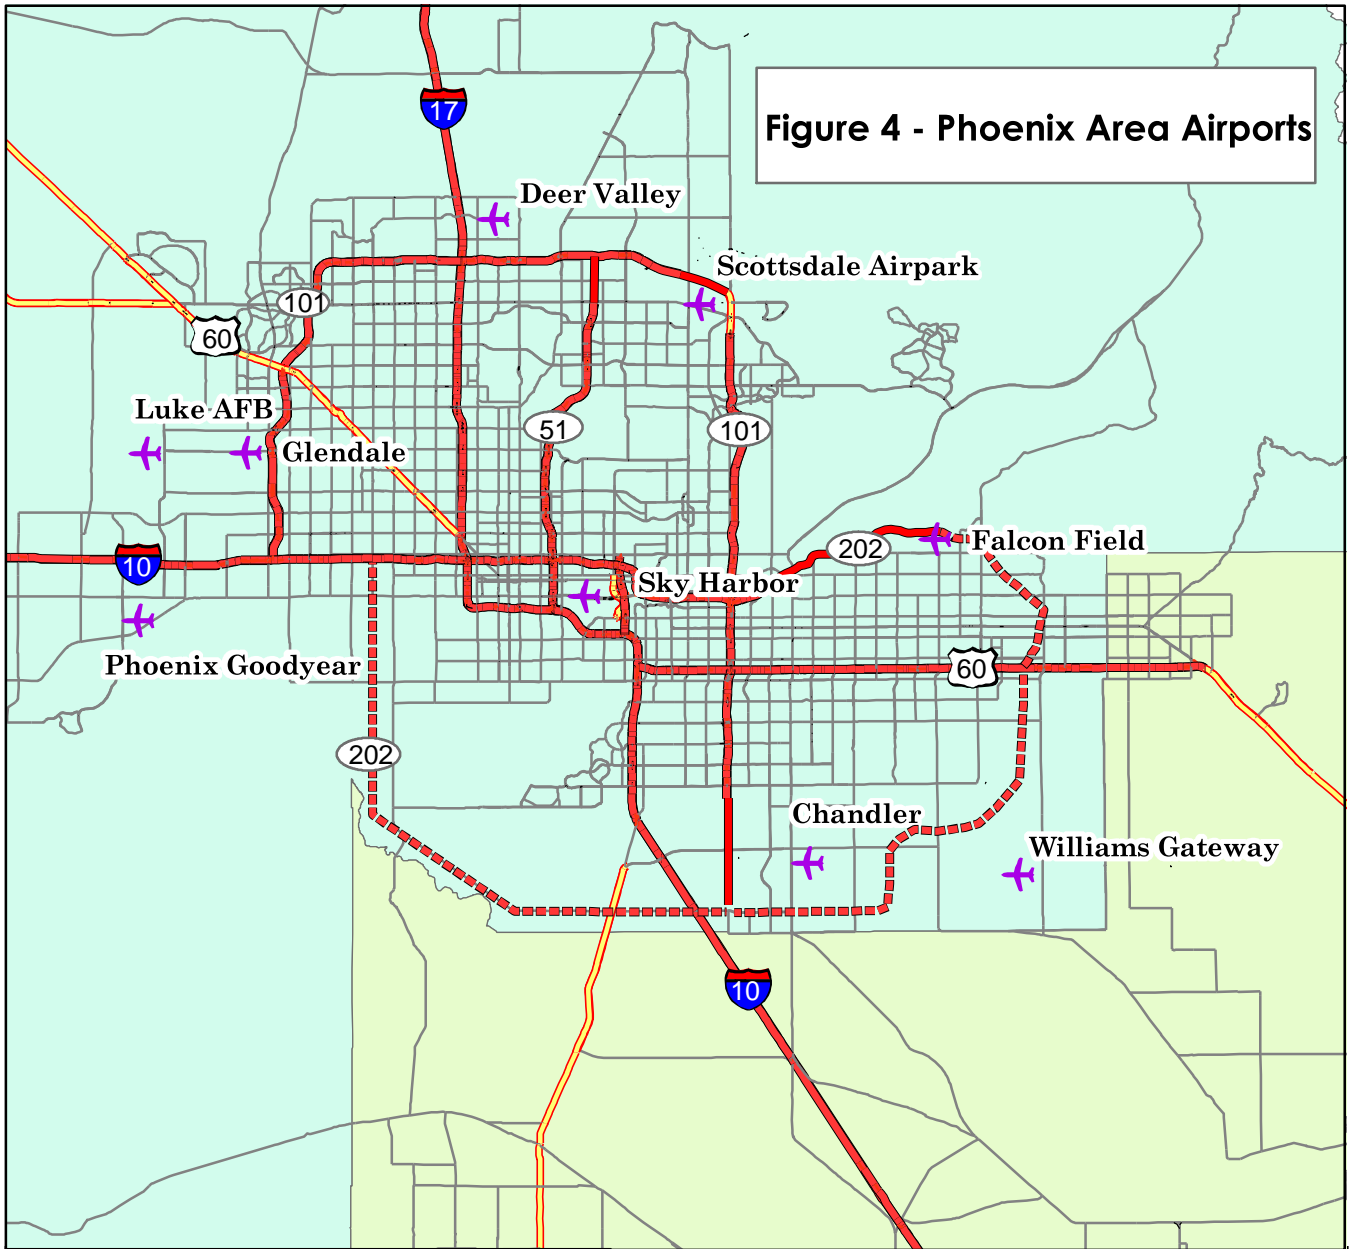 17
Figure 4 - Phoenix Area Airports
Deer Valley
Scottsdale Airpark
101
60
Luke AFB
Glendale
51
101
10
202
Falcon Field
Sky Harbor
Phoenix Goodyear
60
202
Chandler
Williams Gateway
10